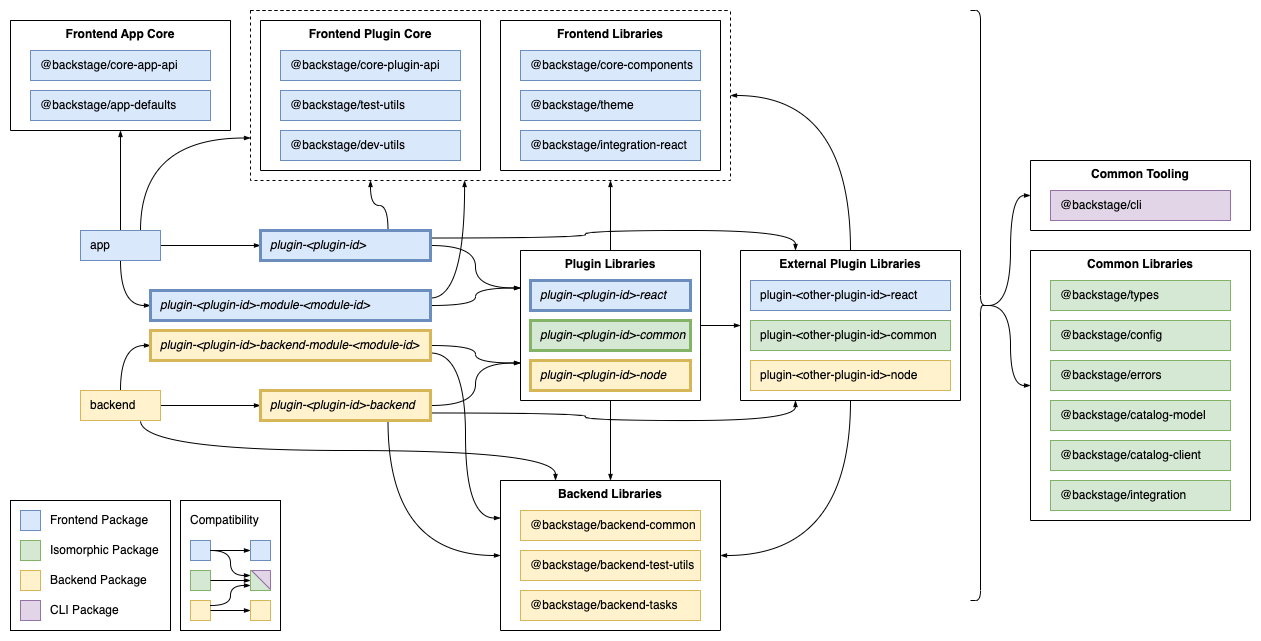 Frontend App Core
@backstage/core-app-api
@backstage/app-defaults
Frontend Plugin Core
@backstage/core-plugin-api
@backstage/test-utils
@backstage/dev-utils
Frontend Libraries
@backstage/core-components
@backstage/theme
@backstage/integration-react
Common Tooling
@backstage/cli
app
plugin-<plugin-id>
plugin-<plugin-id>-module-<module-id>
plugin-<plugin-id>-backend-module-<module-id>
backend
plugin-<plugin-id>-backend
Plugin Libraries
plugin-<plugin-id>-react
plugin-<plugin-id>-common
plugin-<plugin-id>-node
External Plugin Libraries
plugin-<other-plugin-id>-react
plugin-<other-plugin-id>-common
plugin-<other-plugin-id>-node
Common Libraries
@backstage/types
@backstage/config
@backstage/errors
@backstage/catalog-model
@backstage/catalog-client
@backstage/integration
Backend Libraries
@backstage/backend-common
@backstage/backend-test-utils
@backstage/backend-tasks
Frontend Package
Isomorphic Package
Backend Package
CLI Package
Compatibility